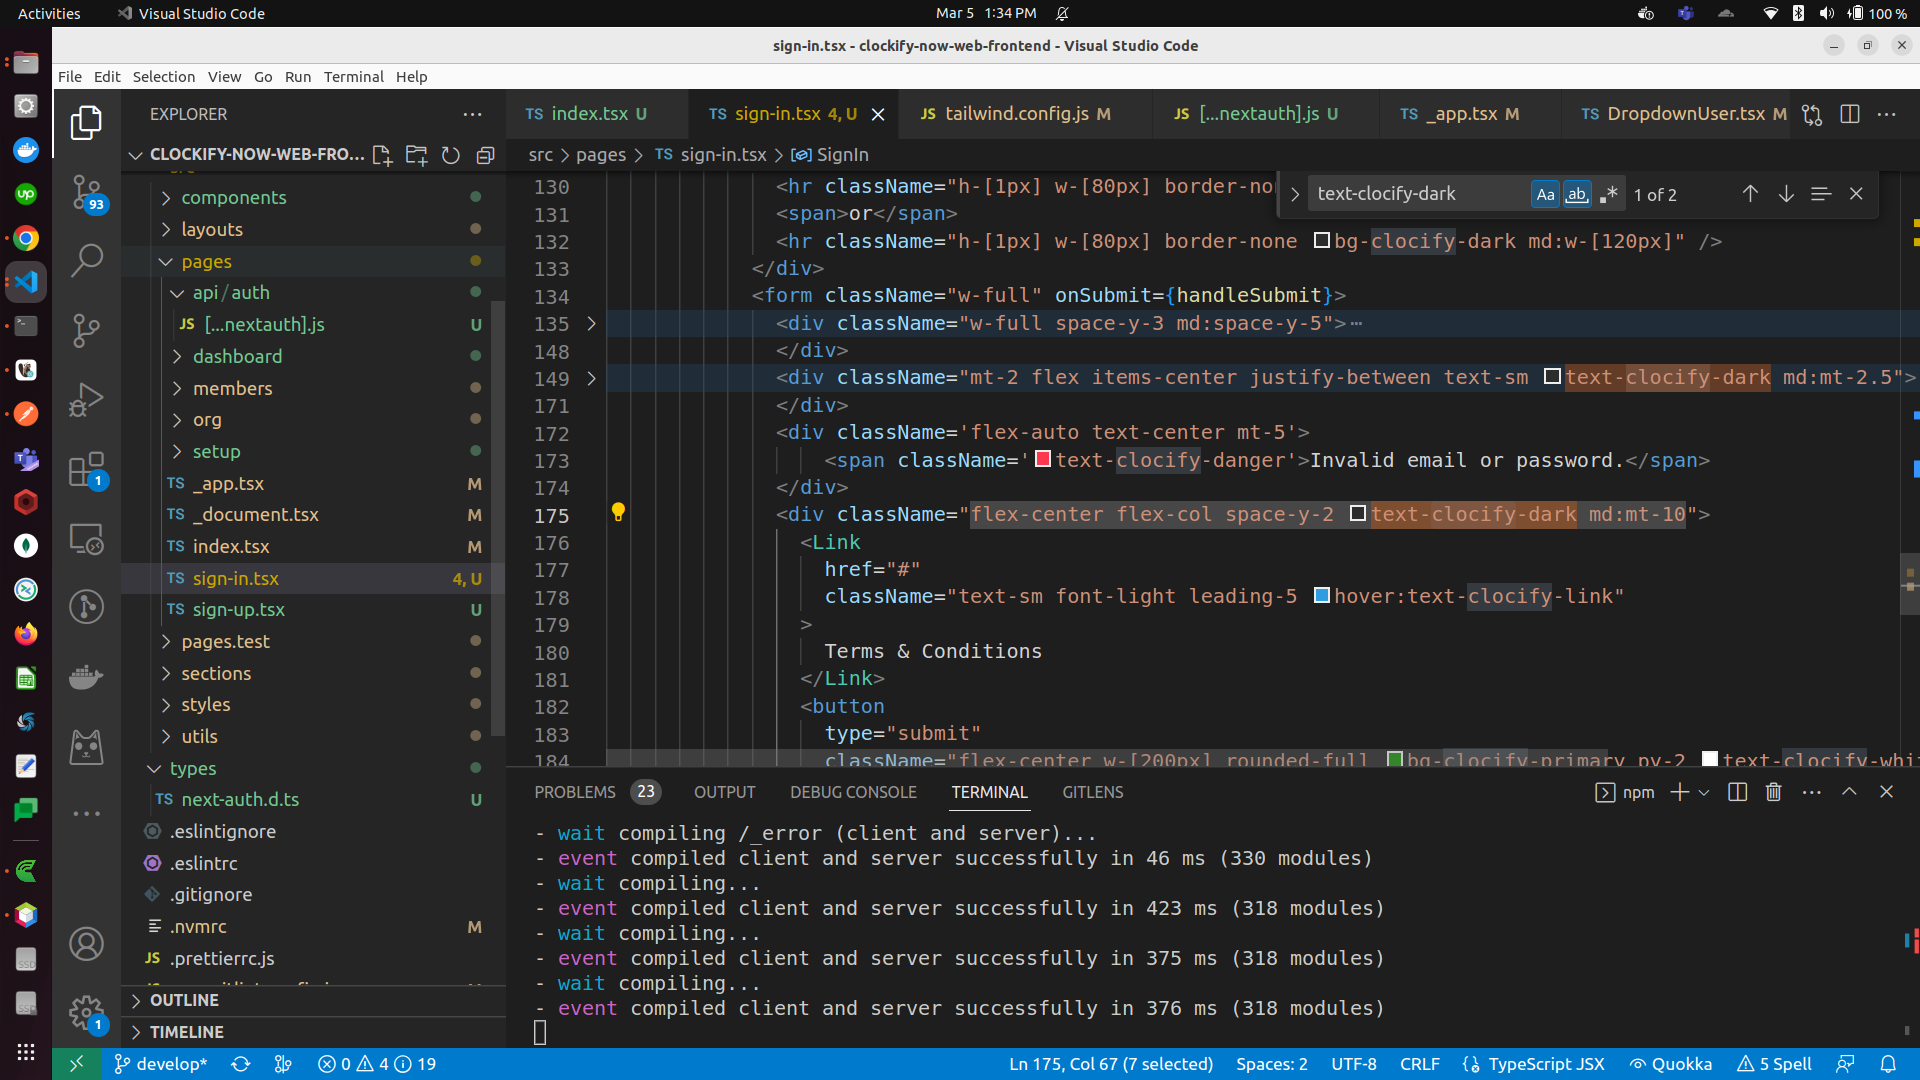 Activities
Visual Studio Code
Mar 5 1:34 PM
100 %
sign-in.tsx - clockify-now-web-frontend - Visual Studio Code
File Edit Selection View Go Run Terminal Help
EXPLORER
CLOCKIFY-NOW-WEB-FRO...
components
layouts
pages
api/auth
JS [...nextauth].js U
dashboard
members
org
setup
TS _app.tsx M
TS _document.tsx M
TS index.tsx M
TS sign-in.tsx 4, U
TS sign-up.tsx U
pages.test
sections
styles
utils
types
TS next-auth.d.ts U
.eslintignore
.eslintrc
.gitignore
.nvmrc M
JS .prettierrc.js
OUTLINE
TIMELINE
93
1
1
TS index.tsx U
TS sign-in.tsx 4, U
JS tailwind.config.js M
JS [...nextauth].js U
TS _app.tsx M
TS DropdownUser.tsx M
src > pages > TS sign-in.tsx > SignIn
text-clocify-dark
Aa ab .* 1 of 2
130 <hr className="h-[1px] w-[80px] border-non
131 <span>or</span>
132 <hr className="h-[1px] w-[80px] border-none bg-clocify-dark md:w-[120px]" />
133 </div>
134 <form className="w-full" onSubmit={handleSubmit}>
135 <div className="w-full space-y-3 md:space-y-5">⋯
148 </div>
149 <div className="mt-2 flex items-center justify-between text-sm text-clocify-dark md:mt-2.5">
171 </div>
172 <div className='flex-auto text-center mt-5'>
173 <span className='text-clocify-danger'>Invalid email or password.</span>
174 </div>
175 <div className="flex-center flex-col space-y-2 text-clocify-dark md:mt-10">
176 <Link
177 href="#"
178 className="text-sm font-light leading-5 hover:text-clocify-link"
179 >
180 Terms & Conditions
181 </Link>
182 <button
183 type="submit"
184 className="flex-center w-[200px] rounded-full bg-clocify-primary py-2 text-clocify-whi
PROBLEMS 23 OUTPUT DEBUG CONSOLE TERMINAL GITLENS
npm
- wait compiling /_error (client and server)...
- event compiled client and server successfully in 46 ms (330 modules)
- wait compiling...
- event compiled client and server successfully in 423 ms (318 modules)
- wait compiling...
- event compiled client and server successfully in 375 ms (318 modules)
- wait compiling...
- event compiled client and server successfully in 376 ms (318 modules)
develop* 0 4 19
Ln 175, Col 67 (7 selected) Spaces: 2 UTF-8 CRLF TypeScript JSX Quokka 5 Spell